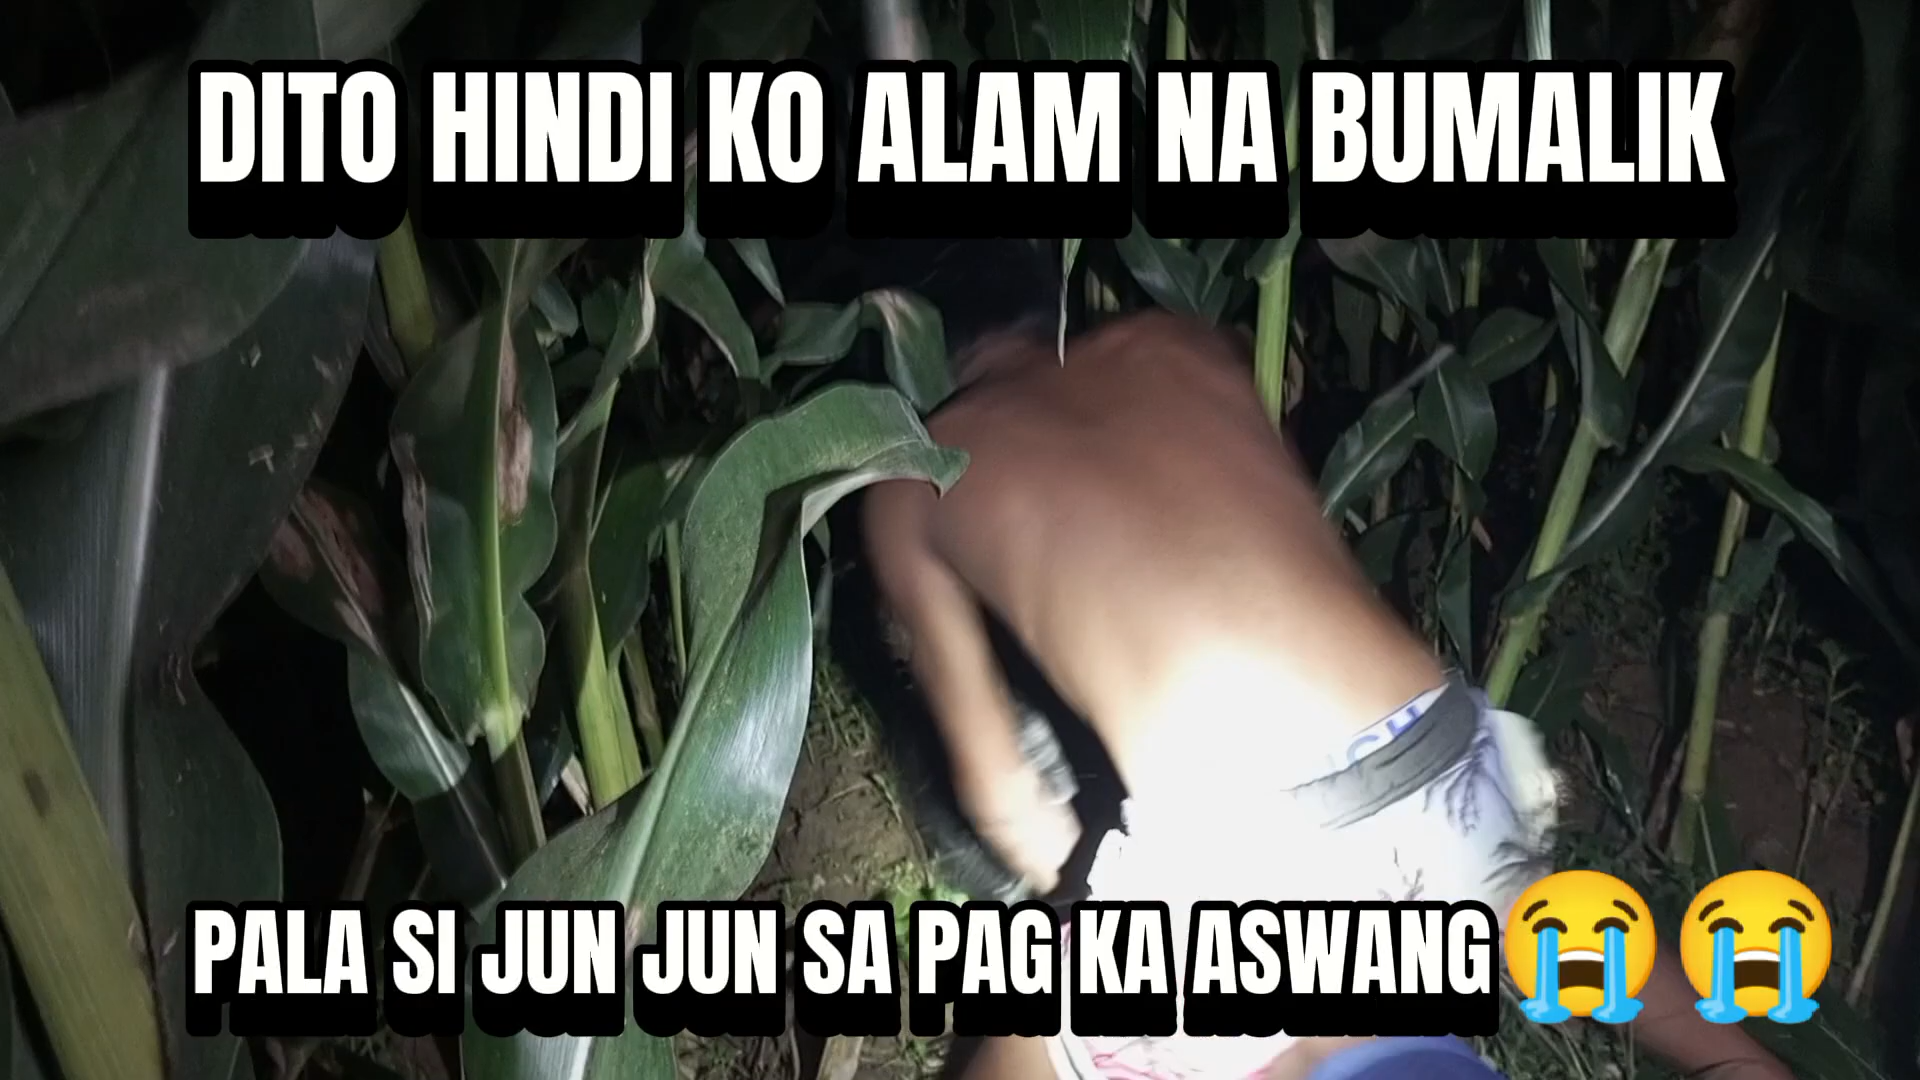 DITO HINDI KO ALAM NA BUMALIK
PALA SI JUN JUN SA PAG KA ASWANG😭😭